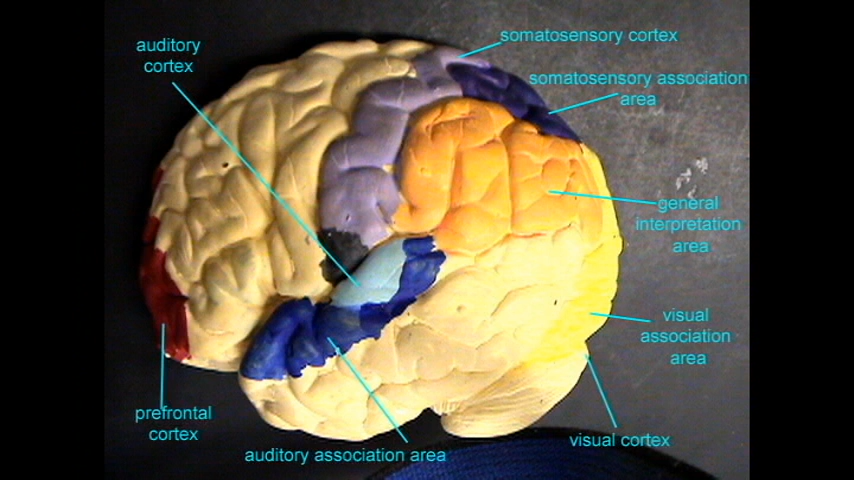 auditory
cortex
somatosensory cortex
somatosensory association
area
general
interpretation
area
visual
association
area
prefrontal
cortex
auditory association area
visual cortex